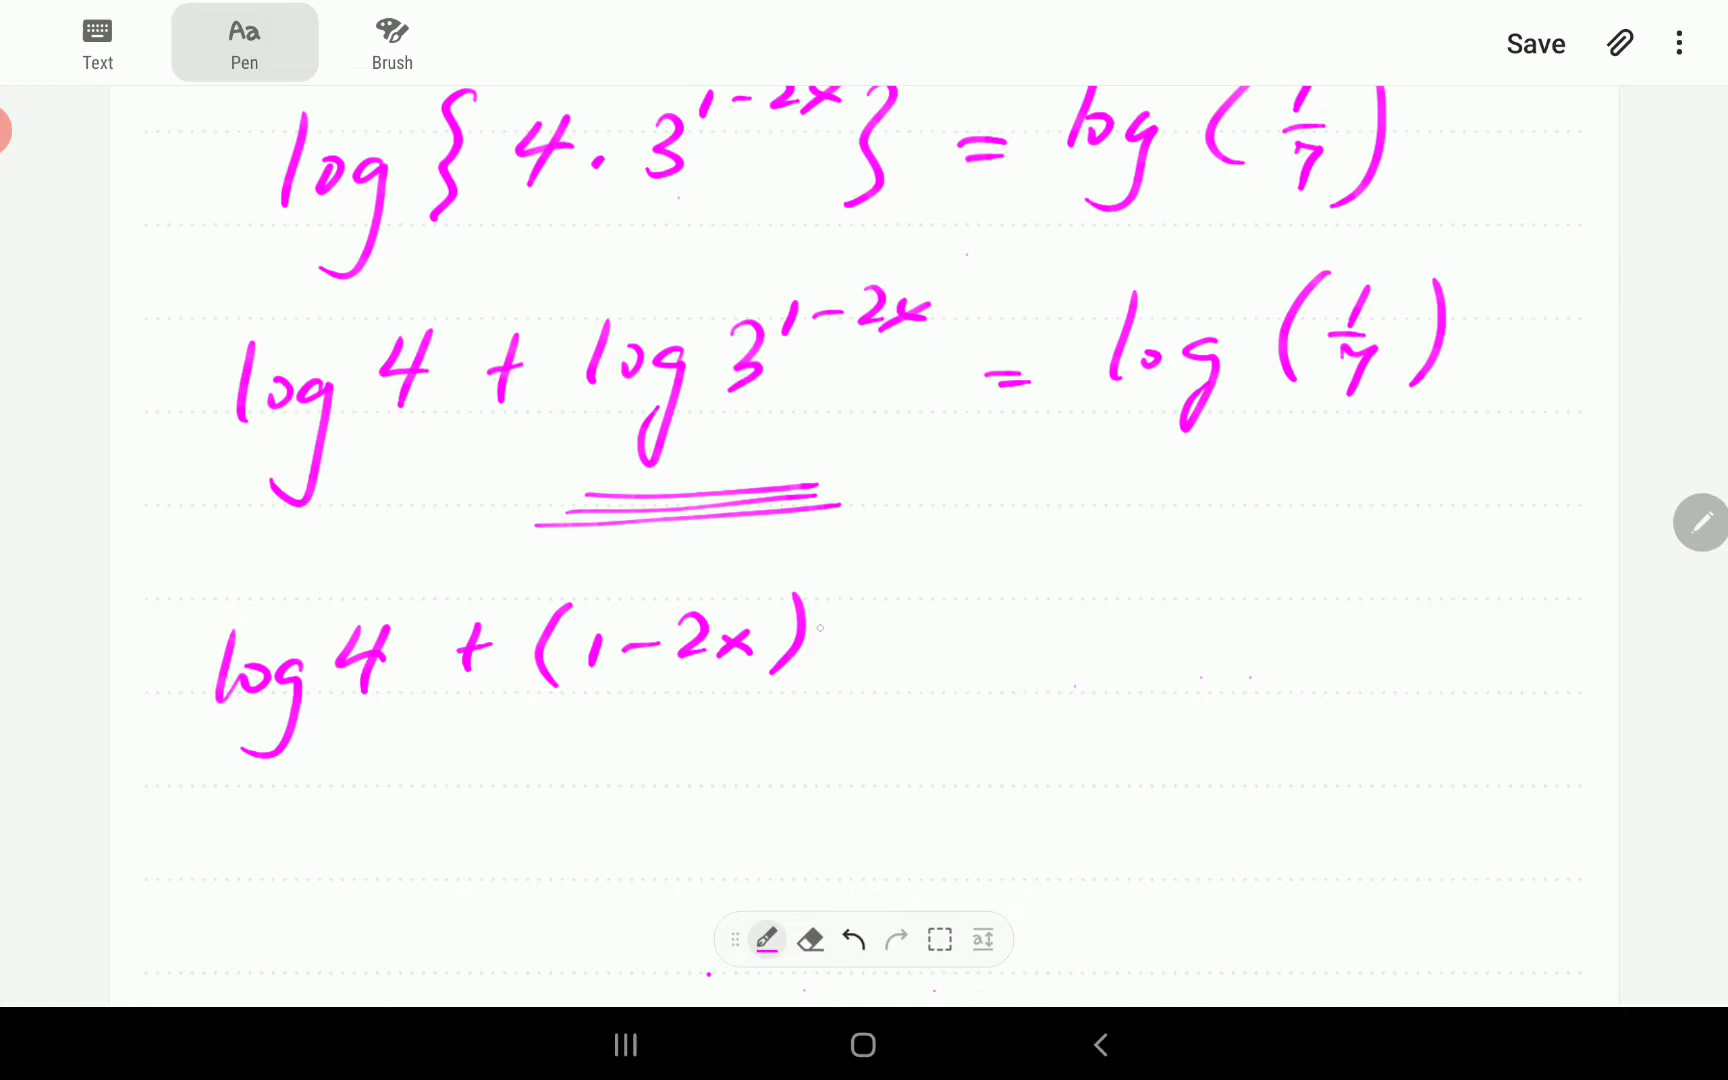 Text Pen Brush Save
log { 4 · 3^{1-2x} } = log ( 1/7 )
log 4 + log 3^{1-2x} = log ( 1/7 )
log 4 + (1-2x)